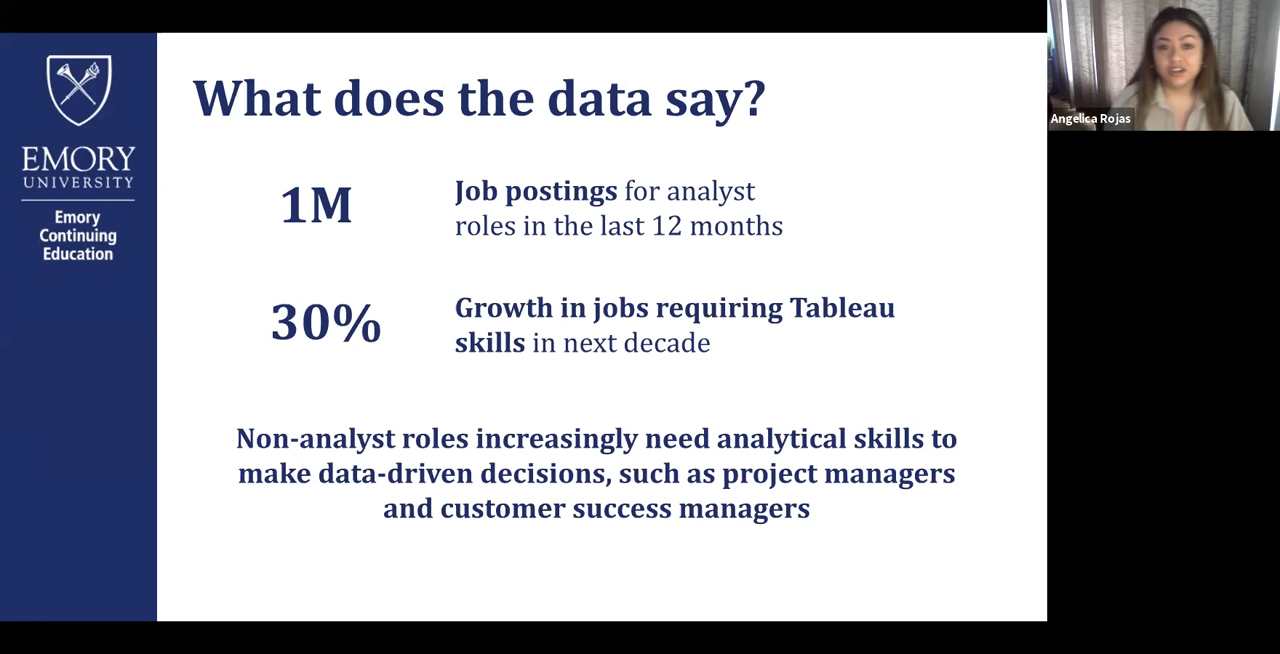 What does the data say?
EMORY
UNIVERSITY
Emory
Continuing
Education
1M
Job postings for analyst
roles in the last 12 months
30%
Growth in jobs requiring Tableau
skills in next decade
Non-analyst roles increasingly need analytical skills to
make data-driven decisions, such as project managers
and customer success managers
Angelica Rojas